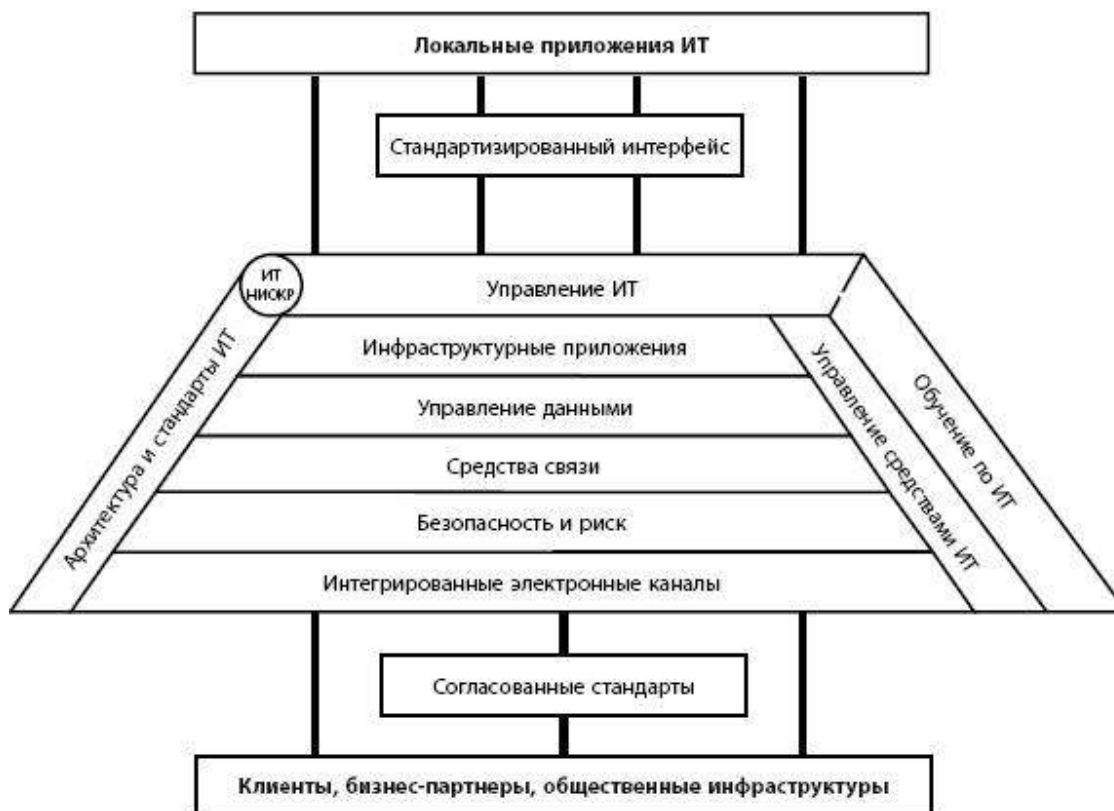 Локальные приложения ИТ
Стандартизированный интерфейс
ИТ
НИОКР
Управление ИТ
Архитектура и стандарты ИТ
Инфраструктурные приложения
Управление данными
Средства связи
Безопасность и риск
Интегрированные электронные каналы
Управление средствами ИТ
Обучение по ИТ
Согласованные стандарты
Клиенты, бизнес-партнеры, общественные инфраструктуры